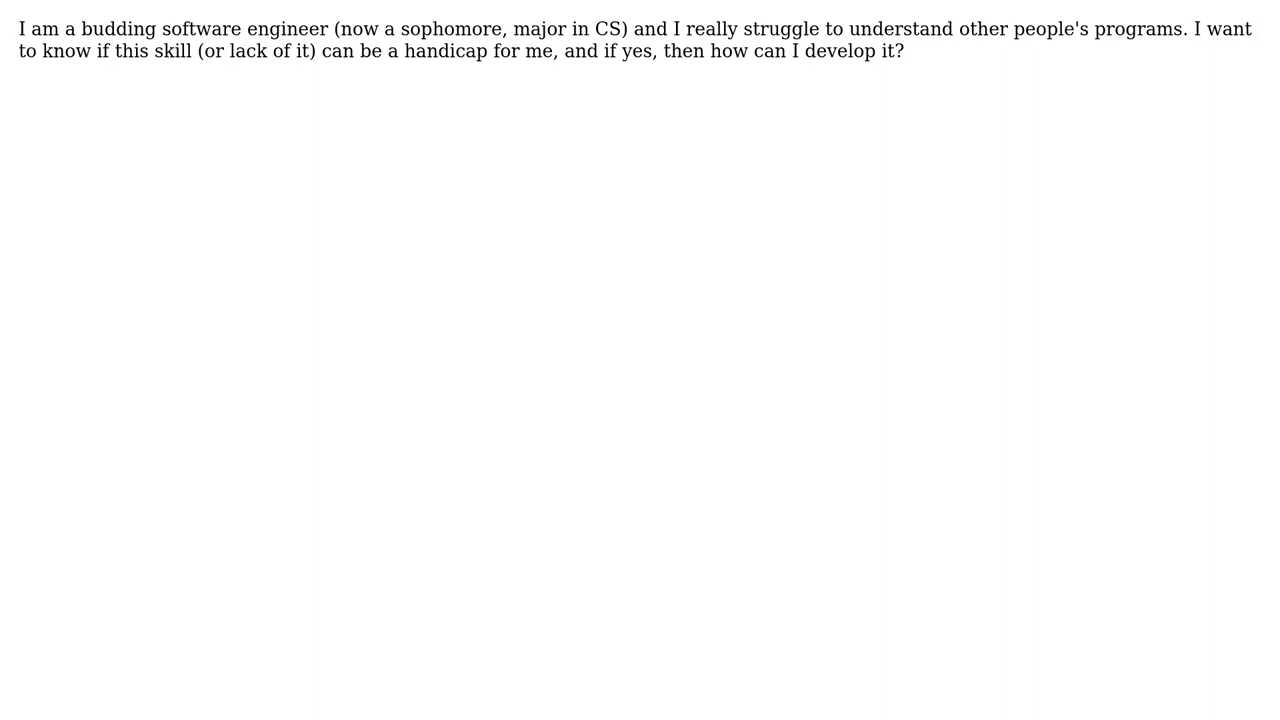 I am a budding software engineer (now a sophomore, major in CS) and I really struggle to understand other people's programs. I want
to know if this skill (or lack of it) can be a handicap for me, and if yes, then how can I develop it?